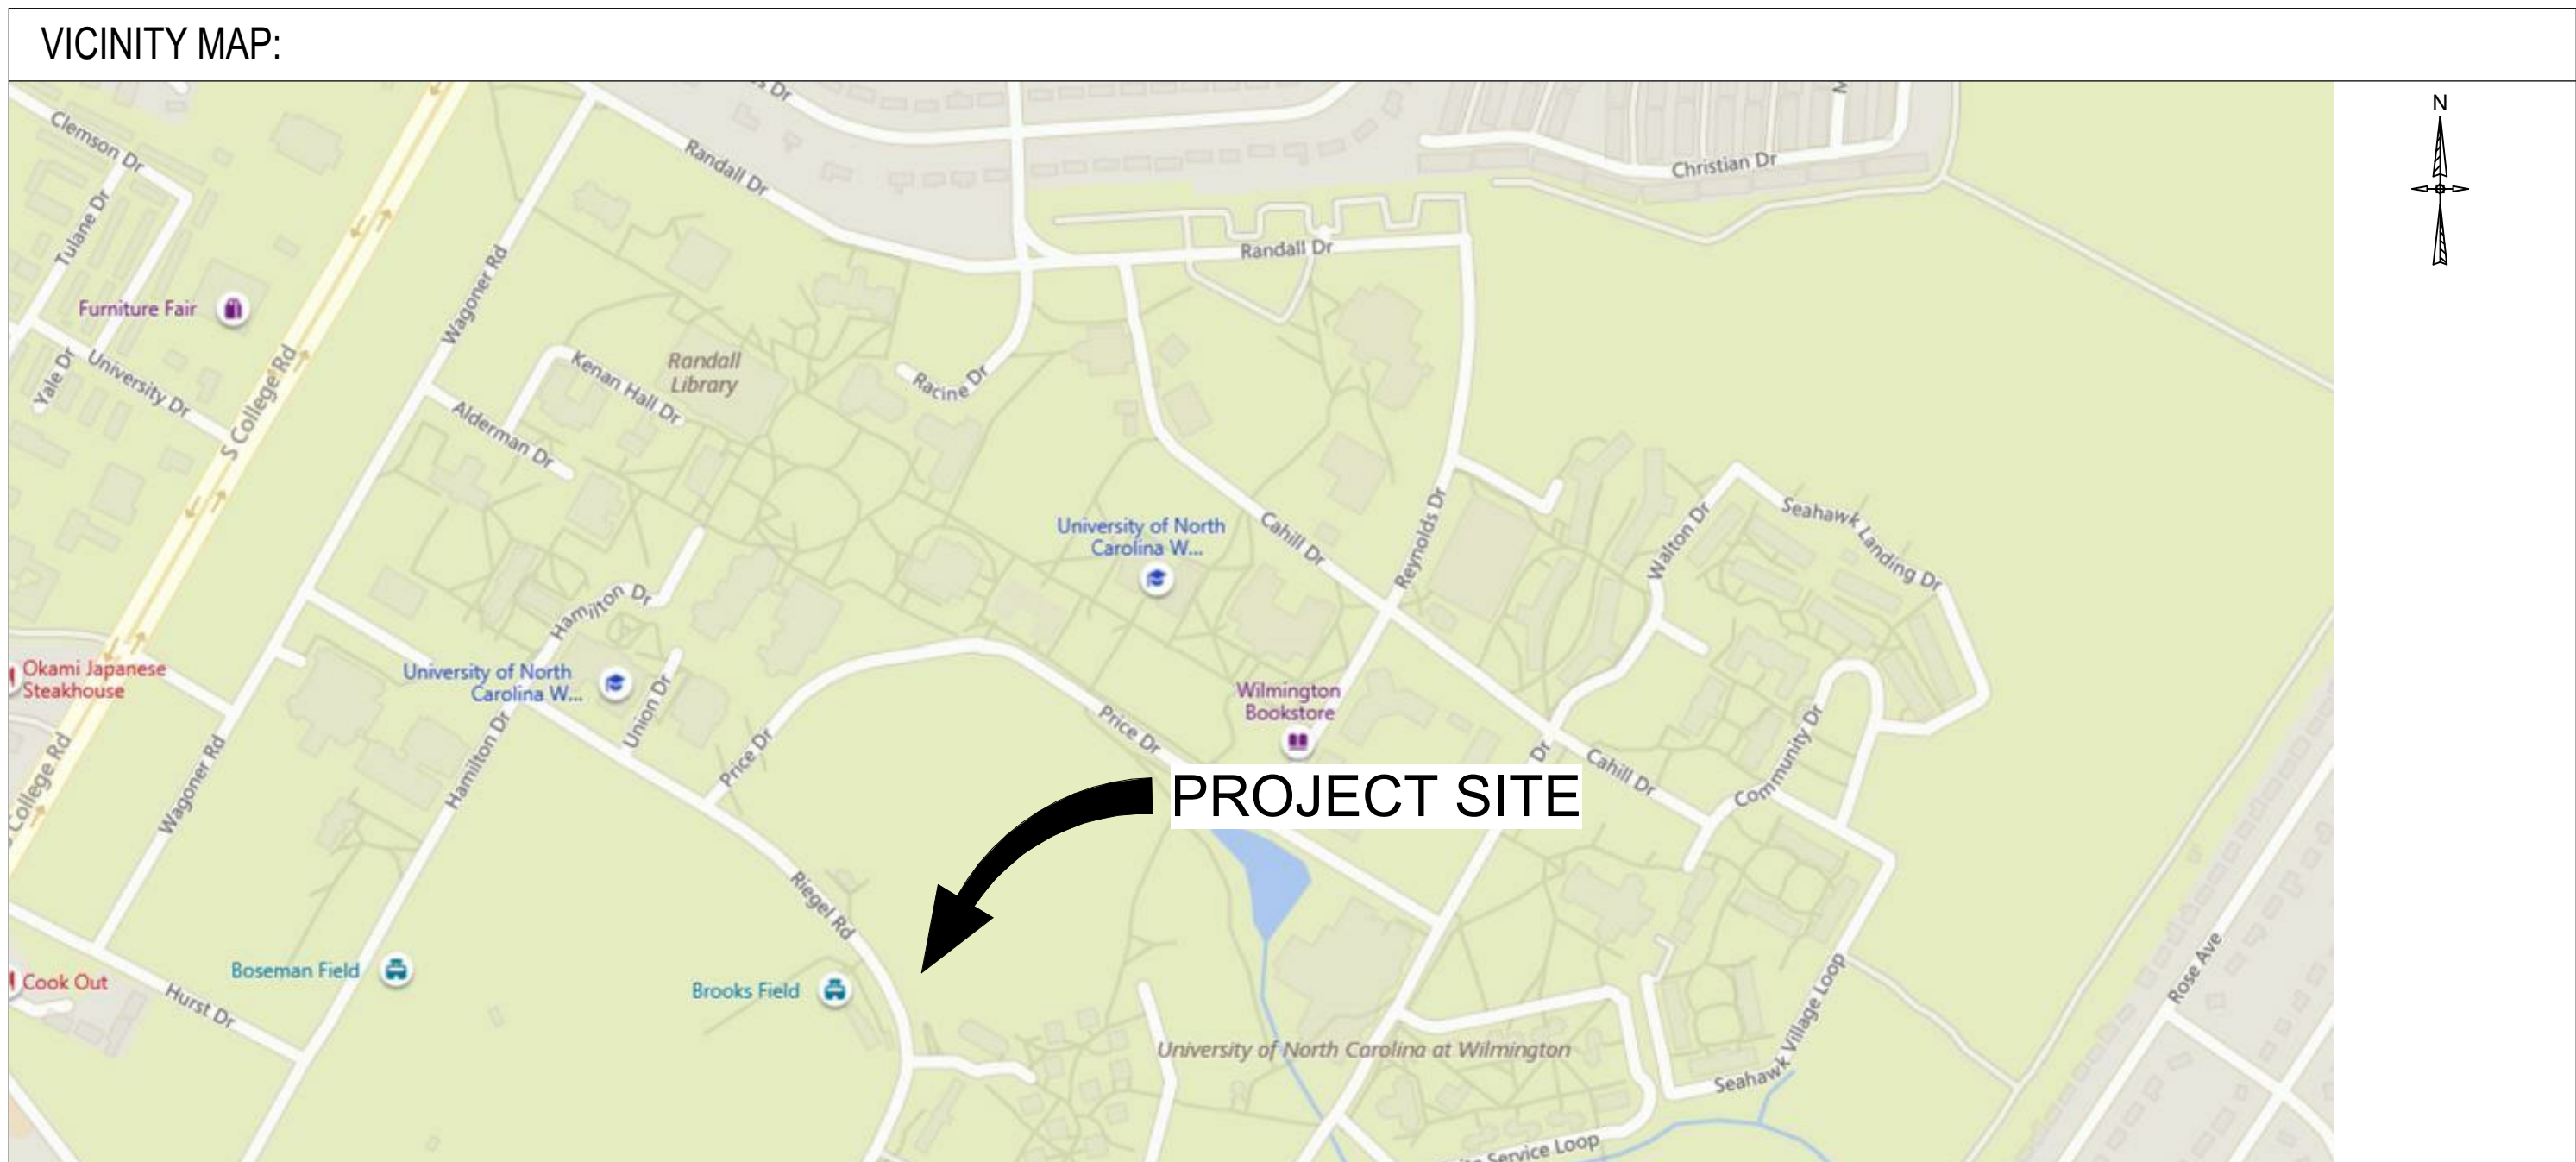 VICINITY MAP:
N
s Dr
N
Clemson Dr
Randall Dr
Christian Dr
Tulane Dr
Wagoner Rd
Randall Dr
Furniture Fair
Yale Dr
University Dr
S College Rd
Kenan Hall Dr
Randall
Library
Racine Dr
Alderman Dr
University of North
Carolina W...
Cahill Dr
Reynolds Dr
Walton Dr
Seahawk Landing Dr
Hamilton Dr
Okami Japanese
Steakhouse
University of North
Carolina W...
Union Dr
Wilmington
Bookstore
Price Dr
Price Dr
Hamilton Dr
Wagoner Rd
College Rd
Dr
Cahill Dr
Community Dr
PROJECT SITE
Riegel Rd
Boseman Field
Brooks Field
Cook Out
Hurst Dr
Rose Ave
University of North Carolina at Wilmington
Seahawk Village Loop
Service Loop